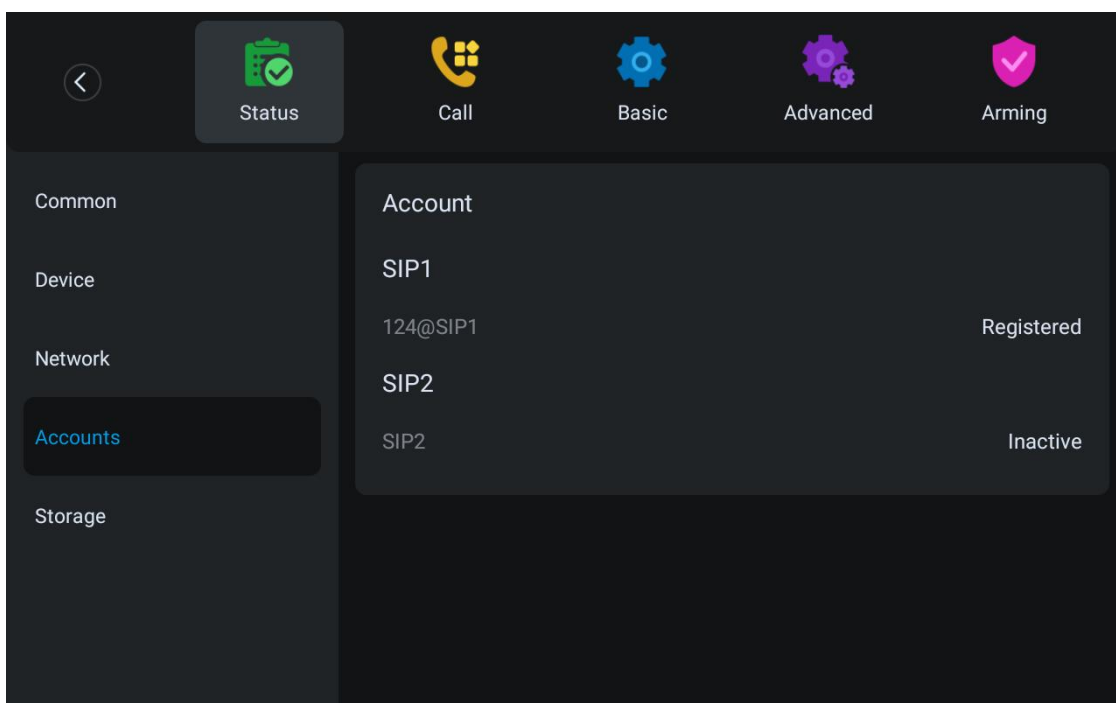 Status
Call
Basic
Advanced
Arming
Common
Device
Network
Accounts
Storage
Account
SIP1
124@SIP1 Registered
SIP2
SIP2 Inactive